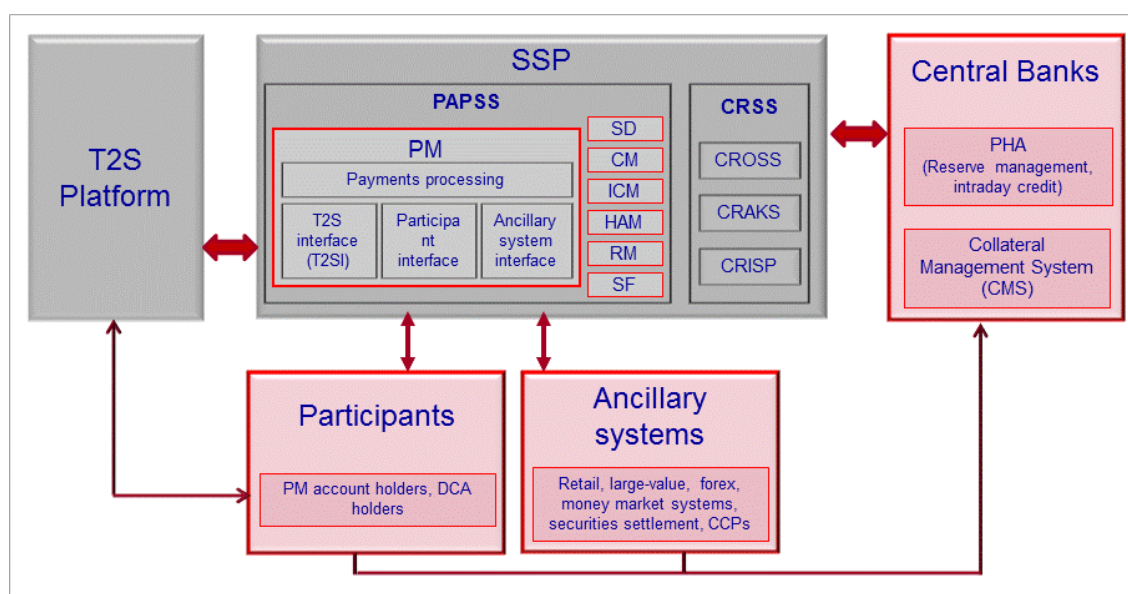 SSP
T2S
Platform
PAPSS
PM
Payments processing
T2S
interface
(T2SI)
Participa
nt
interface
Ancillary
system
interface
SD
CM
ICM
HAM
RM
SF
CRSS
CROSS
CRAKS
CRISP
Central Banks
PHA
(Reserve management,
intraday credit)
Collateral
Management System
(CMS)
Participants
PM account holders, DCA
holders
Ancillary
systems
Retail, large-value, forex,
money market systems,
securities settlement, CCPs